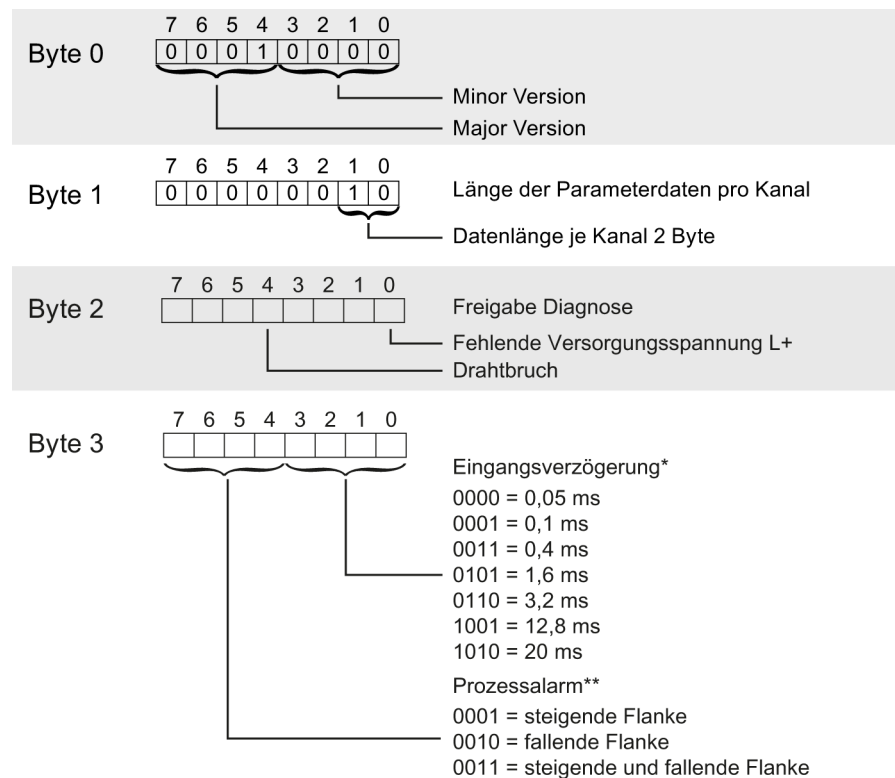 7 6 5 4 3 2 1 0
Byte 0
0 0 0 1 0 0 0 0
Minor Version
Major Version
7 6 5 4 3 2 1 0
Byte 1
0 0 0 0 0 0 1 0
Länge der Parameterdaten pro Kanal
Datenlänge je Kanal 2 Byte
7 6 5 4 3 2 1 0
Byte 2
Freigabe Diagnose
Fehlende Versorgungsspannung L+
Drahtbruch
7 6 5 4 3 2 1 0
Byte 3
Eingangsverzögerung*
0000 = 0,05 ms
0001 = 0,1 ms
0011 = 0,4 ms
0101 = 1,6 ms
0110 = 3,2 ms
1001 = 12,8 ms
1010 = 20 ms
Prozessalarm**
0001 = steigende Flanke
0010 = fallende Flanke
0011 = steigende und fallende Flanke